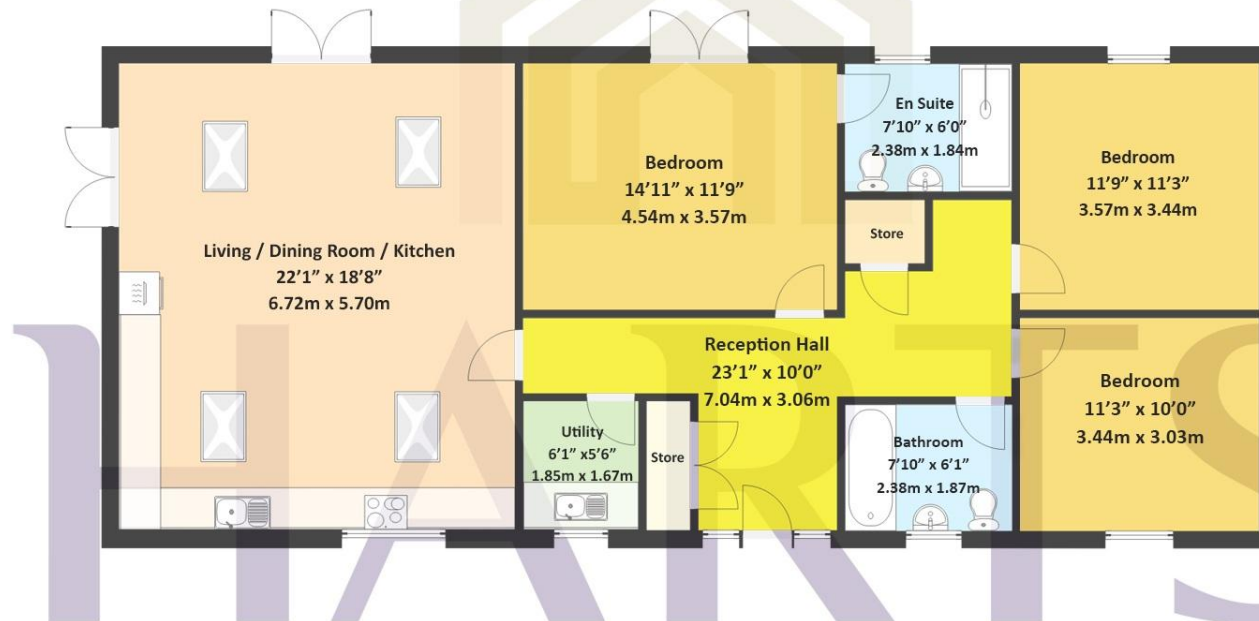 Living / Dining Room / Kitchen
22’1” x 18’8”
6.72m x 5.70m
Bedroom
14’11” x 11’9”
4.54m x 3.57m
En Suite
7’10” x 6’0”
2.38m x 1.84m
Store
Bedroom
11’9” x 11’3”
3.57m x 3.44m
Reception Hall
23’1” x 10’0”
7.04m x 3.06m
Utility
6’1” x5’6”
1.85m x 1.67m
Store
Bathroom
7’10” x 6’1”
2.38m x 1.87m
Bedroom
11’3” x 10’0”
3.44m x 3.03m
HARTS